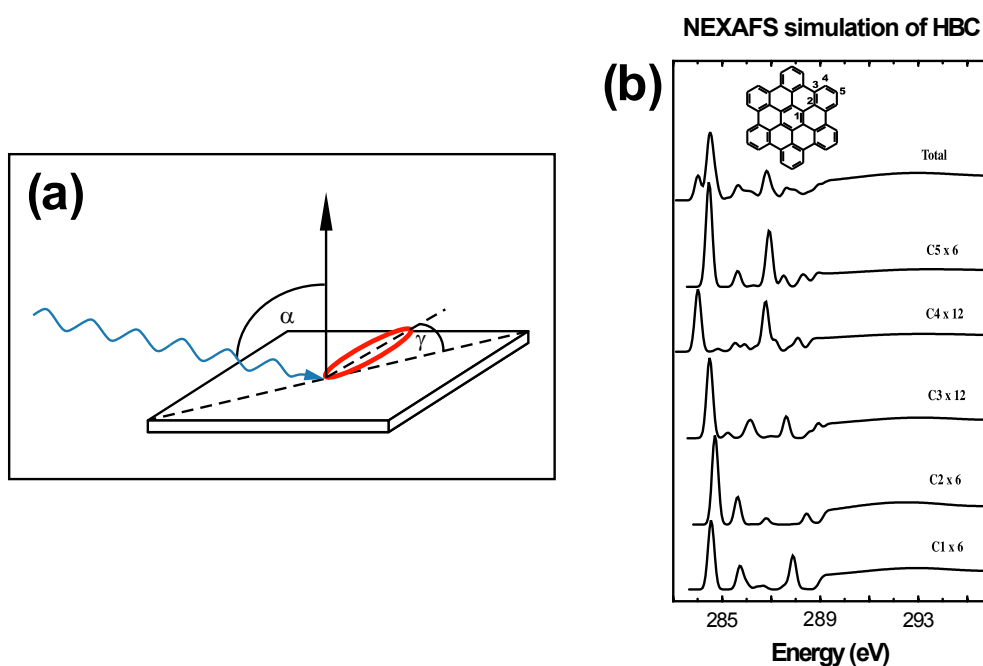 NEXAFS simulation of HBC
(a)
α
γ
(b)
4
3
5
2
1
Total
C5 x 6
C4 x 12
C3 x 12
C2 x 6
C1 x 6
285 289 293
Energy (eV)